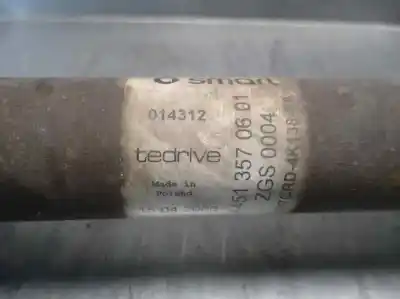 smart
014312
tedrive
Made in
Poland
451 357 06 01
ZGS 0004